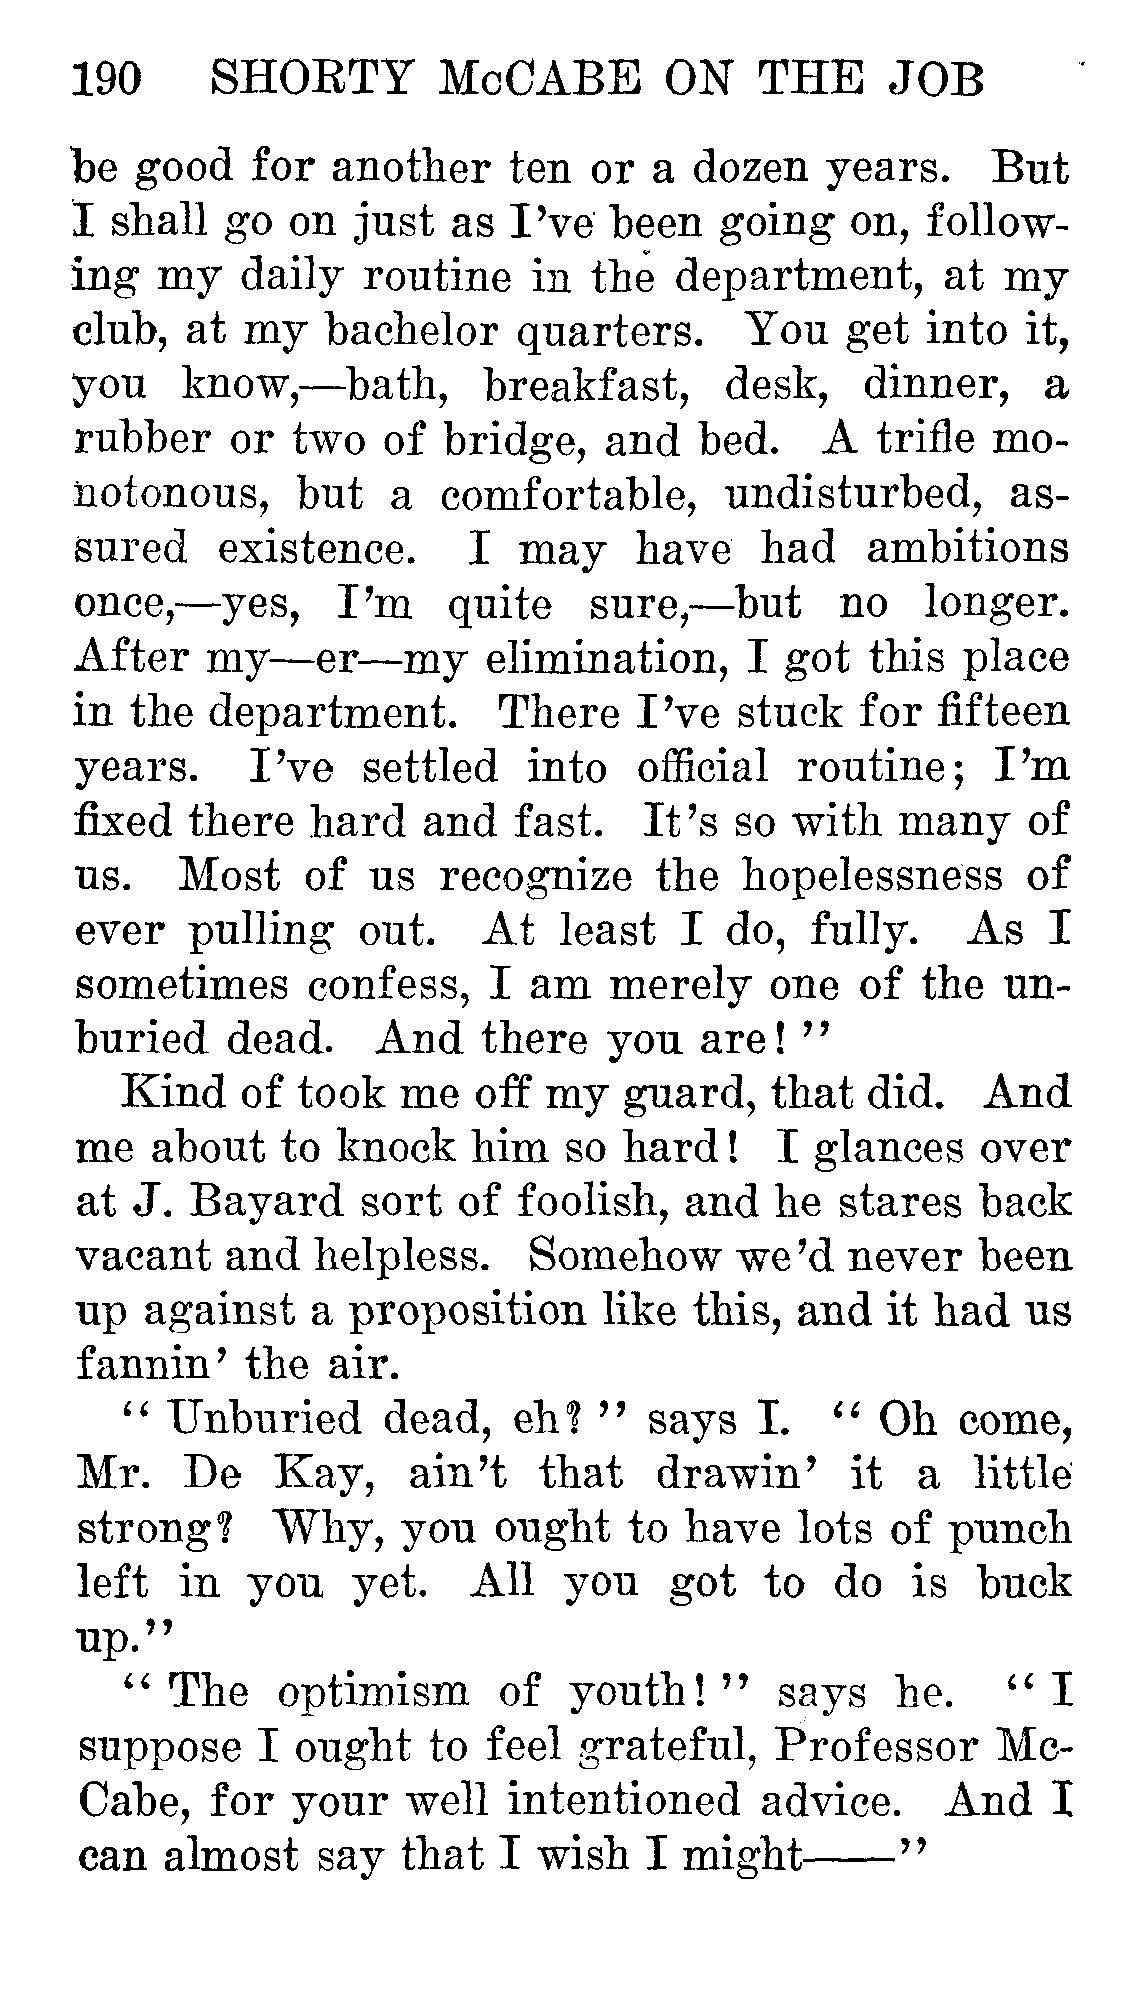 190 SHORTY McCABE ON THE JOB
be good for another ten or a dozen years. But
I shall go on just as I've been going on, follow-
ing my daily routine in the department, at my
club, at my bachelor quarters. You get into it,
you know,—bath, breakfast, desk, dinner, a
rubber or two of bridge, and bed. A trifle mo-
notonous, but a comfortable, undisturbed, as-
sured existence. I may have had ambitions
once,—yes, I'm quite sure,—but no longer.
After my—er—my elimination, I got this place
in the department. There I've stuck for fifteen
years. I've settled into official routine; I'm
fixed there hard and fast. It's so with many of
us. Most of us recognize the hopelessness of
ever pulling out. At least I do, fully. As I
sometimes confess, I am merely one of the un-
buried dead. And there you are!"
Kind of took me off my guard, that did. And
me about to knock him so hard! I glances over
at J. Bayard sort of foolish, and he stares back
vacant and helpless. Somehow we'd never been
up against a proposition like this, and it had us
fannin' the air.
"Unburied dead, eh?" says I. "Oh come,
Mr. De Kay, ain't that drawin' it a little
strong? Why, you ought to have lots of punch
left in you yet. All you got to do is buck
up."
"The optimism of youth!" says he. "I
suppose I ought to feel grateful, Professor Mc-
Cabe, for your well intentioned advice. And I
can almost say that I wish I might——"